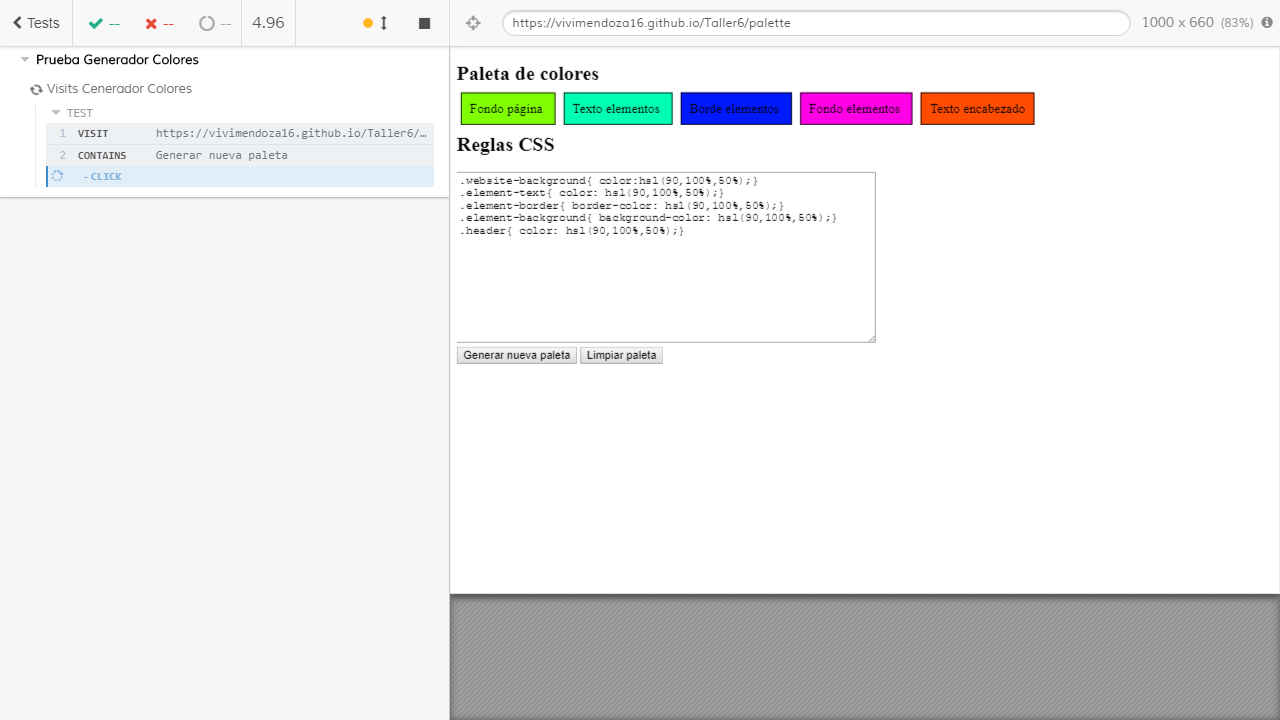 Tests -- -- -- 4.96
https://vivimendoza16.github.io/Taller6/palette 1000 x 660 (83%)
Prueba Generador Colores
Visits Cenerador Colores
TEST
1 VISIT https://vivimendoza16.github.io/Taller6/…
2 CONTAINS Generar nueva paleta
-CLICK
Paleta de colores
Fondo página Texto elementos Borde elementos Fondo elementos Texto encabezado
Reglas CSS
.website-background{ color:hsl(90,100%,50%);}
.element-text{ color: hsl(90,100%,50%);}
.element-border{ border-color: hsl(90,100%,50%);}
.element-background{ background-color: hsl(90,100%,50%);}
.header{ color: hsl(90,100%,50%);}
Generar nueva paleta Limpiar paleta